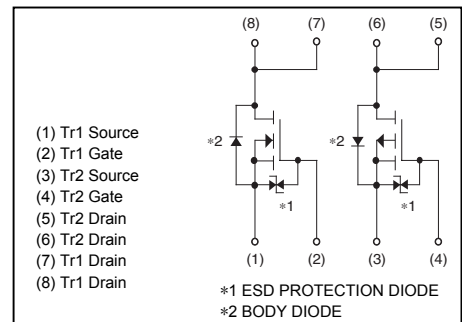 (8) (7) (6) (5)
(1) Tr1 Source
(2) Tr1 Gate
(3) Tr2 Source
(4) Tr2 Gate
(5) Tr2 Drain
(6) Tr2 Drain
(7) Tr1 Drain
(8) Tr1 Drain
∗2 ∗2
∗1 ∗1
(1) (2) (3) (4)
∗1 ESD PROTECTION DIODE
∗2 BODY DIODE